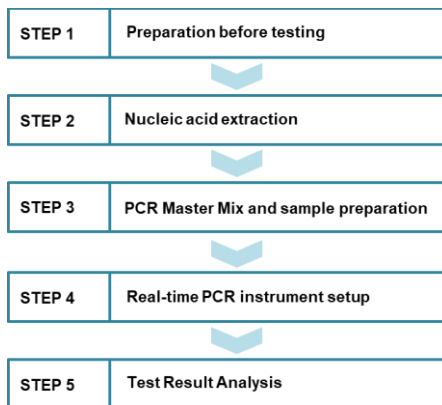 STEP 1 Preparation before testing
STEP 2 Nucleic acid extraction
STEP 3 PCR Master Mix and sample preparation
STEP 4 Real-time PCR instrument setup
STEP 5 Test Result Analysis